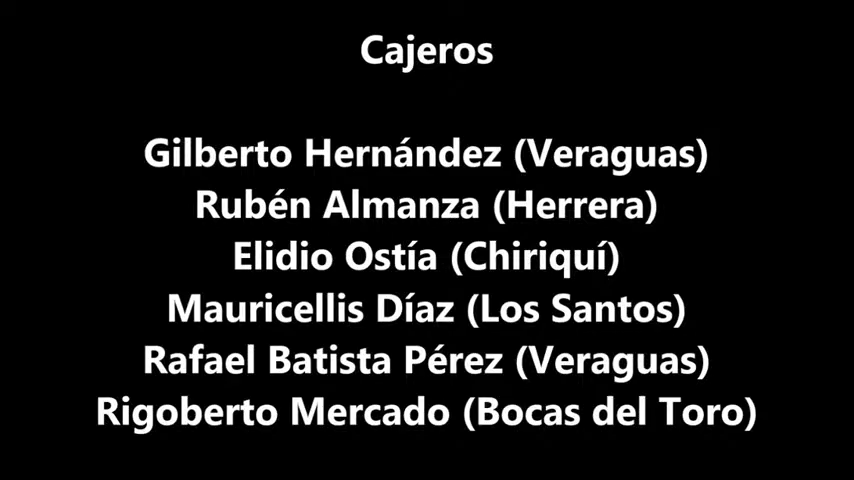 Cajeros
Gilberto Hernández (Veraguas)
Rubén Almanza (Herrera)
Elidio Ostía (Chiriquí)
Mauricellis Díaz (Los Santos)
Rafael Batista Pérez (Veraguas)
Rigoberto Mercado (Bocas del Toro)